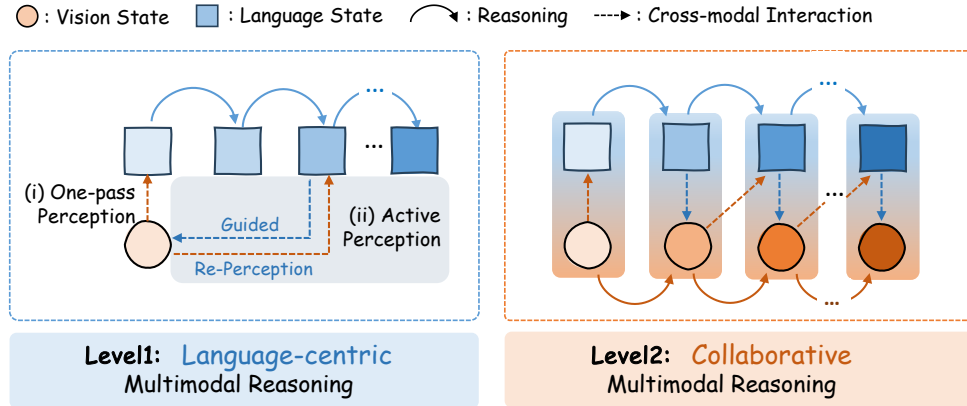 : Vision State : Language State : Reasoning : Cross-modal Interaction
...
(i) One-pass
Perception
...
Guided
Re-Perception
(ii) Active
Perception
Level1: Language-centric
Multimodal Reasoning
...
...
...
Level2: Collaborative
Multimodal Reasoning